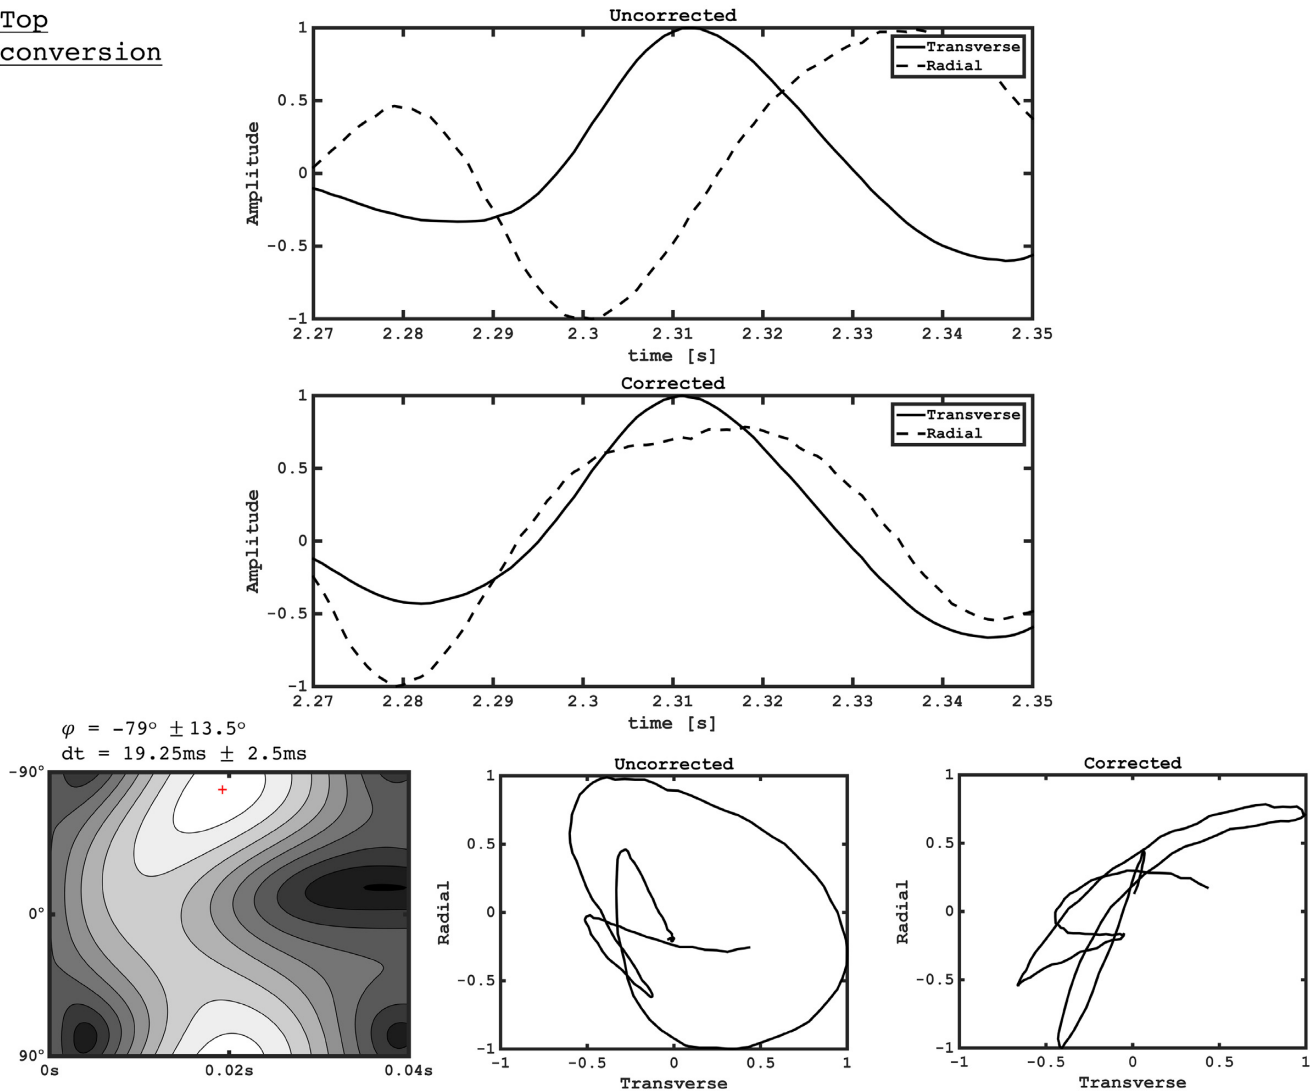 Top
conversion
Uncorrected
1
0.5
0
-0.5
-1
Amplitude
Transverse
Radial
2.27 2.28 2.29 2.3 2.31 2.32 2.33 2.34 2.35
time [s]
Corrected
1
0.5
0
-0.5
-1
Amplitude
Transverse
Radial
2.27 2.28 2.29 2.3 2.31 2.32 2.33 2.34 2.35
time [s]
φ = -79° ±13.5°
dt = 19.25ms ± 2.5ms
-90°
0°
90°
0s 0.02s 0.04s
Uncorrected
1
0.5
0
-0.5
-1
Radial
-1 -0.5 0 0.5 1
Transverse
Corrected
1
0.5
0
-0.5
-1
Radial
-1 -0.5 0 0.5 1
Transverse